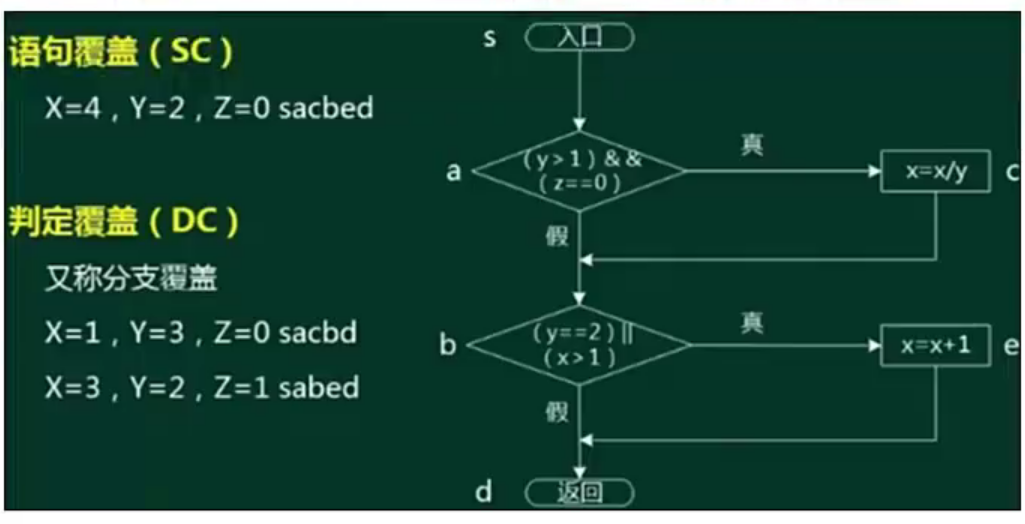 语句覆盖（SC）
X=4，Y=2，Z=0 sacbed
判定覆盖（DC）
又称分支覆盖
X=1，Y=3，Z=0 sacbd
X=3，Y=2，Z=1 sabed
s
入口
a
(y>1)&&
(z==0)
真
x=x/y
c
假
b
(y==2)||
(x>1)
真
x=x+1
e
假
d
返回